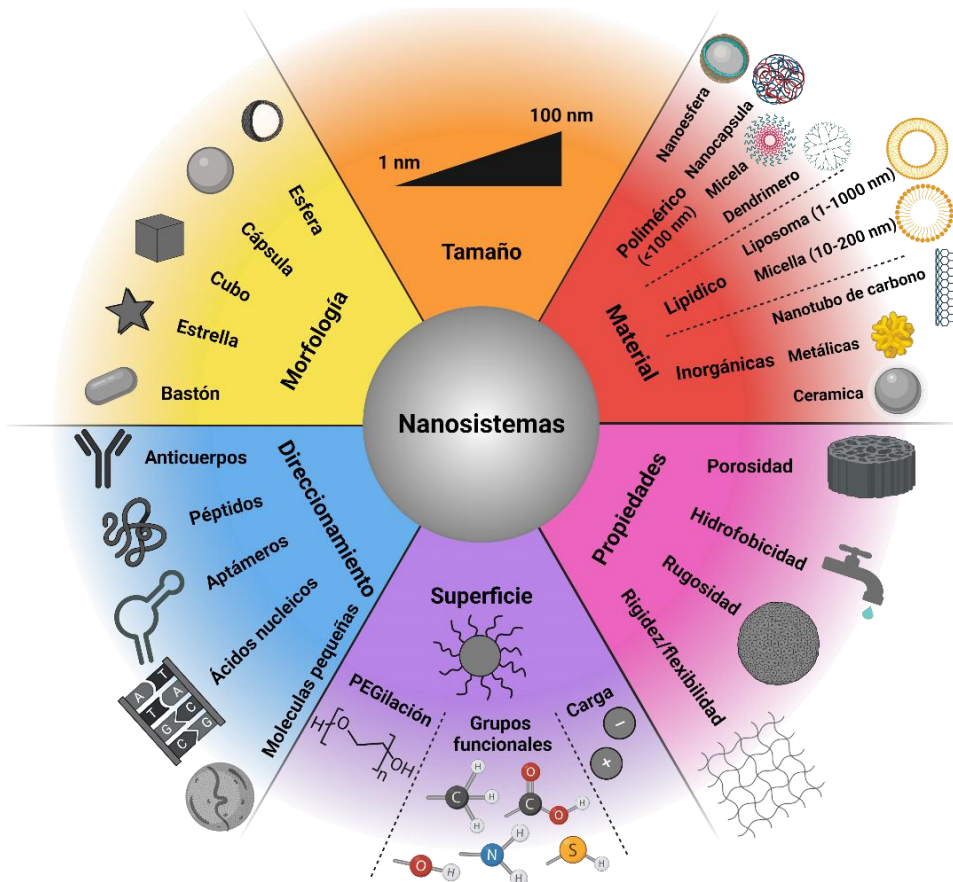 Nanosistemas
Tamaño
1 nm
100 nm
Material
Polimérico
(<100 nm)
Nanoesfera
Nanocapsula
Micela
Dendrimero
Lípidico
Liposoma (1-1000 nm)
Micella (10-200 nm)
Inorgánicas
Nanotubo de carbono
Metálicas
Ceramica
Propiedades
Porosidad
Hidrofobicidad
Rugosidad
Rigidez/flexibilidad
Superficie
PEGilación
H
O
n
OH
Grupos
funcionales
C
H
H
H
O
C
O
H
O
H
N
H
H
S
H
Carga
−
+
Direccionamiento
Anticuerpos
Péptidos
Aptámeros
Ácidos nucleicos
A T
T A
G C
C G
Moleculas pequeñas
Morfología
Esfera
Cápsula
Cubo
Estrella
Bastón